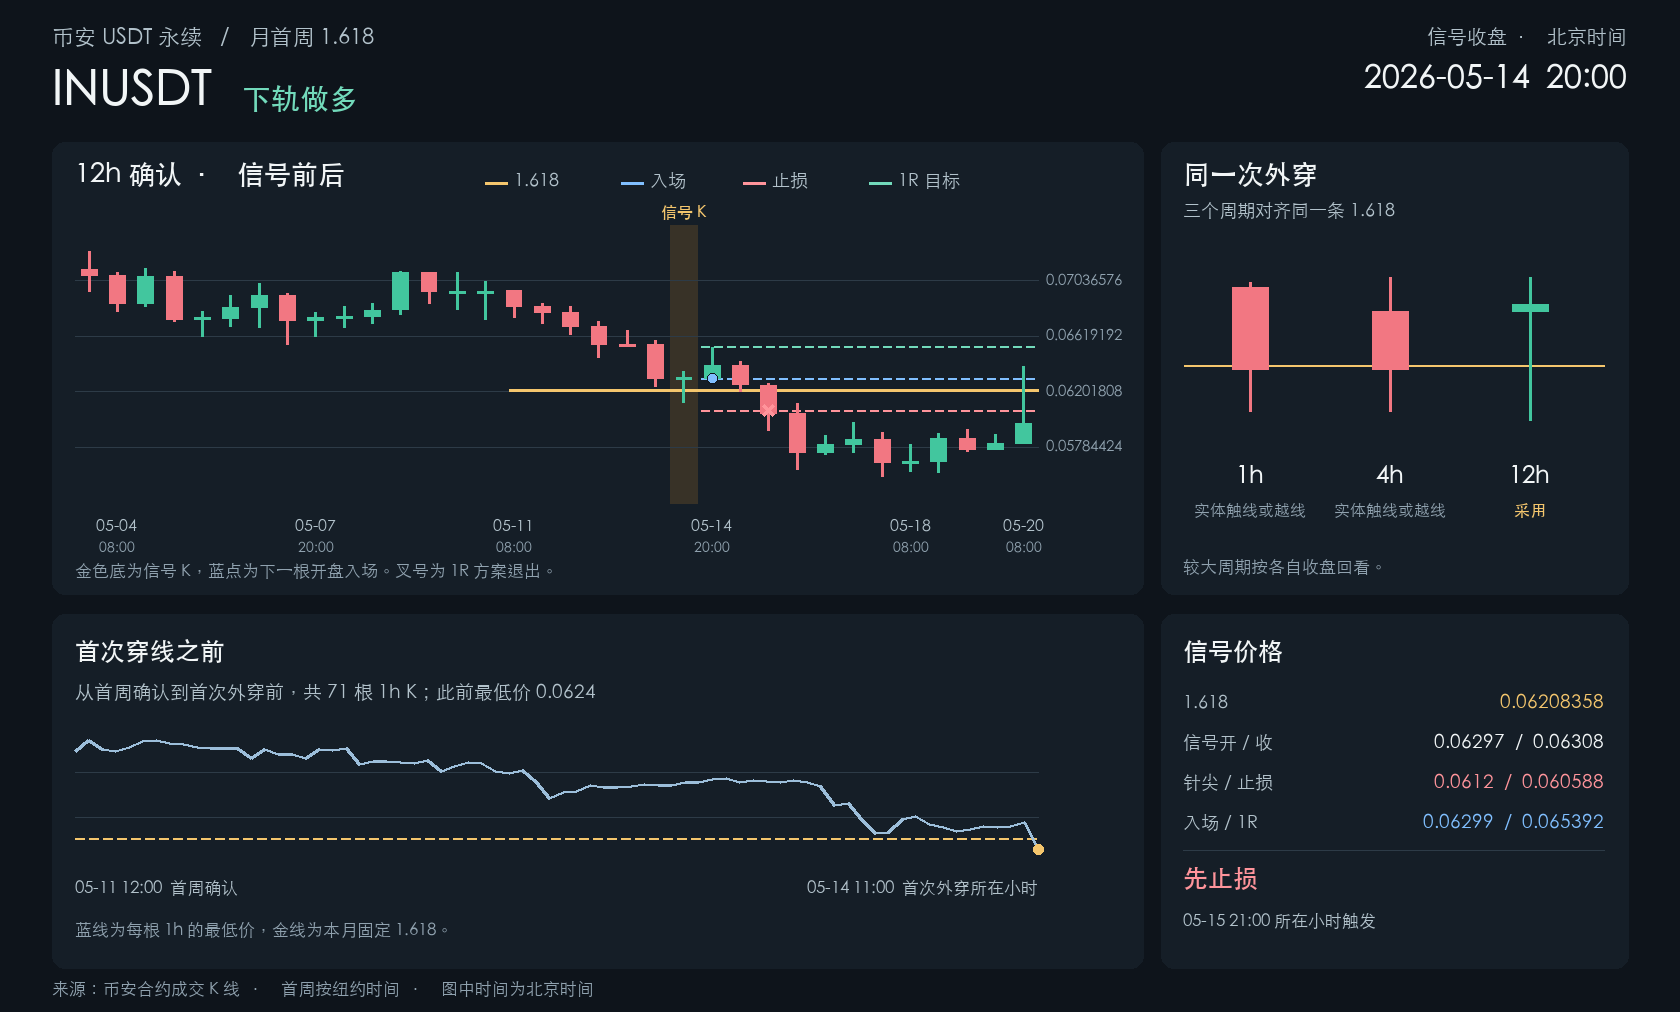 币安 USDT 永续 / 月首周 1.618
信号收盘 · 北京时间
INUSDT 下轨做多
2026-05-14 20:00
12h 确认 · 信号前后
1.618 入场 止损 1R 目标
信号 K
0.07036576
0.06619192
0.06201808
0.05784424
05-04 05-07 05-11 05-14 05-18 05-20
08:00 20:00 08:00 20:00 08:00 08:00
金色底为信号 K，蓝点为下一根开盘入场。叉号为 1R 方案退出。
同一次外穿
三个周期对齐同一条 1.618
1h 4h 12h
实体触线或越线 实体触线或越线 采用
较大周期按各自收盘回看。
首次穿线之前
从首周确认到首次外穿前，共 71 根 1h K；此前最低价 0.0624
05-11 12:00 首周确认
05-14 11:00 首次外穿所在小时
蓝线为每根 1h 的最低价，金线为本月固定 1.618。
信号价格
1.618 0.06208358
信号开 / 收 0.06297 / 0.06308
针尖 / 止损 0.0612 / 0.060588
入场 / 1R 0.06299 / 0.065392
先止损
05-15 21:00 所在小时触发
来源：币安合约成交 K 线 · 首周按纽约时间 · 图中时间为北京时间